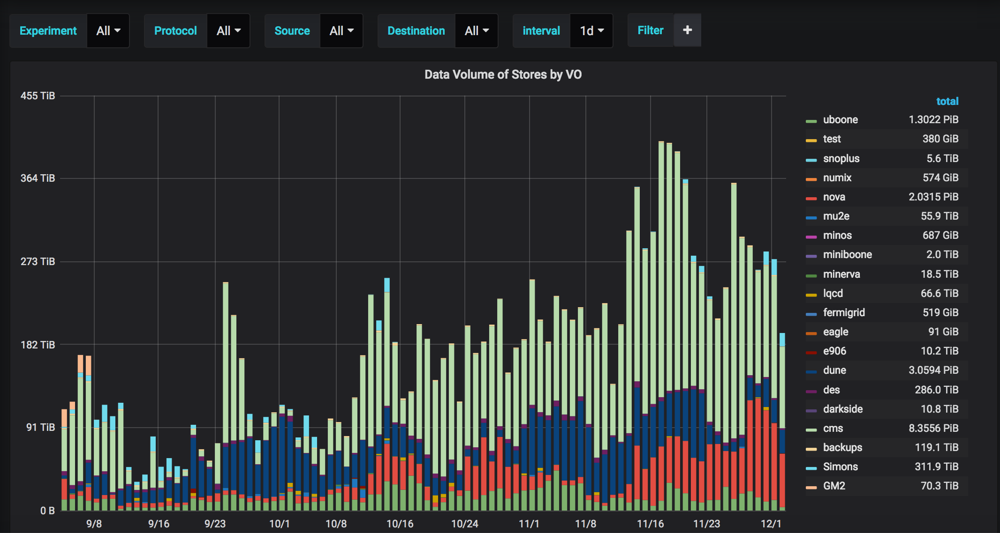 Experiment All Protocol All Source All Destination All interval 1d Filter +
Data Volume of Stores by VO
455 TiB
364 TiB
273 TiB
182 TiB
91 TiB
0 B
9/8 9/16 9/23 10/1 10/8 10/16 10/24 11/1 11/8 11/16 11/23 12/1
total
uboone 1.3022 PiB
test 380 GiB
snoplus 5.6 TiB
numix 574 GiB
nova 2.0315 PiB
mu2e 55.9 TiB
minos 687 GiB
miniboone 2.0 TiB
minerva 18.5 TiB
lqcd 66.6 TiB
fermigrid 519 GiB
eagle 91 GiB
e906 10.2 TiB
dune 3.0594 PiB
des 286.0 TiB
darkside 10.8 TiB
cms 8.3556 PiB
backups 119.1 TiB
Simons 311.9 TiB
GM2 70.3 TiB